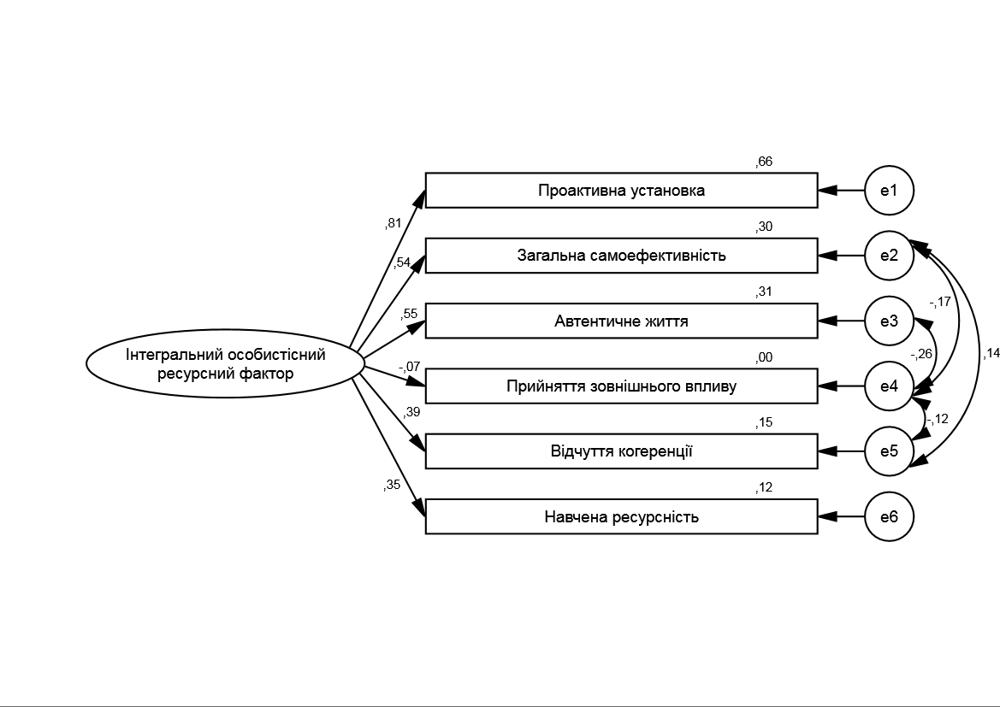 ,66
Проактивна установка
e1
,81
,30
Загальна самоефективність
e2
,54
,31
Автентичне життя
e3
,55
-,17
,14
Інтегральний особистісний
ресурсний фактор
,00
Прийняття зовнішнього впливу
e4
-,07
-,26
,15
Відчуття когеренції
e5
,39
-,12
,12
Навчена ресурсність
e6
,35